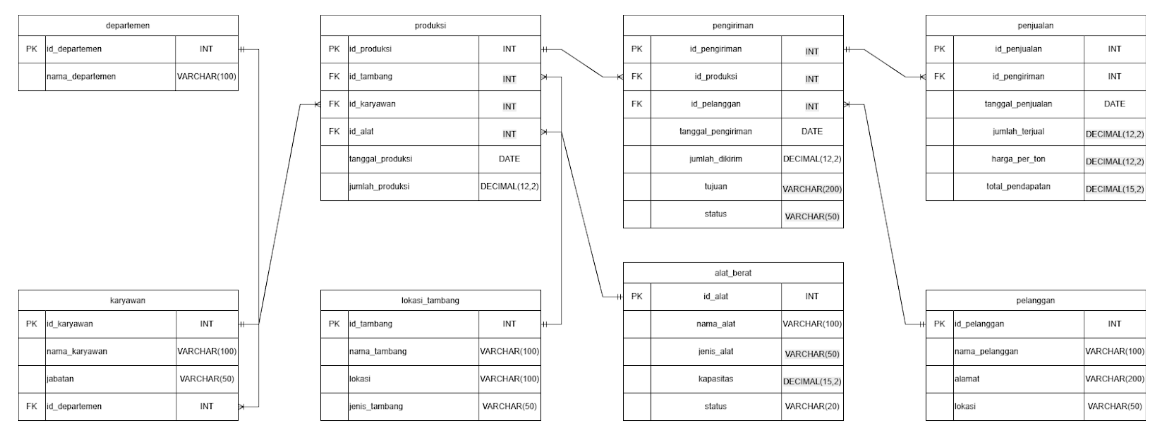 departemen
PK id_departemen INT
nama_departemen VARCHAR(100)
produksi
PK id_produksi INT
FK id_tambang INT
FK id_karyawan INT
FK id_alat INT
tanggal_produksi DATE
jumlah_produksi DECIMAL(12,2)
pengiriman
PK id_pengiriman INT
FK id_produksi INT
FK id_pelanggan INT
tanggal_pengiriman DATE
jumlah_dikirim DECIMAL(12,2)
tujuan VARCHAR(200)
status VARCHAR(50)
penjualan
PK id_penjualan INT
FK id_pengiriman INT
tanggal_penjualan DATE
jumlah_terjual DECIMAL(12,2)
harga_per_ton DECIMAL(12,2)
total_pendapatan DECIMAL(15,2)
karyawan
PK id_karyawan INT
nama_karyawan VARCHAR(100)
jabatan VARCHAR(50)
FK id_departemen INT
lokasi_tambang
PK id_tambang INT
nama_tambang VARCHAR(100)
lokasi VARCHAR(100)
jenis_tambang VARCHAR(50)
alat_berat
PK id_alat INT
nama_alat VARCHAR(100)
jenis_alat VARCHAR(50)
kapasitas DECIMAL(15,2)
status VARCHAR(20)
pelanggan
PK id_pelanggan INT
nama_pelanggan VARCHAR(100)
alamat VARCHAR(200)
lokasi VARCHAR(50)